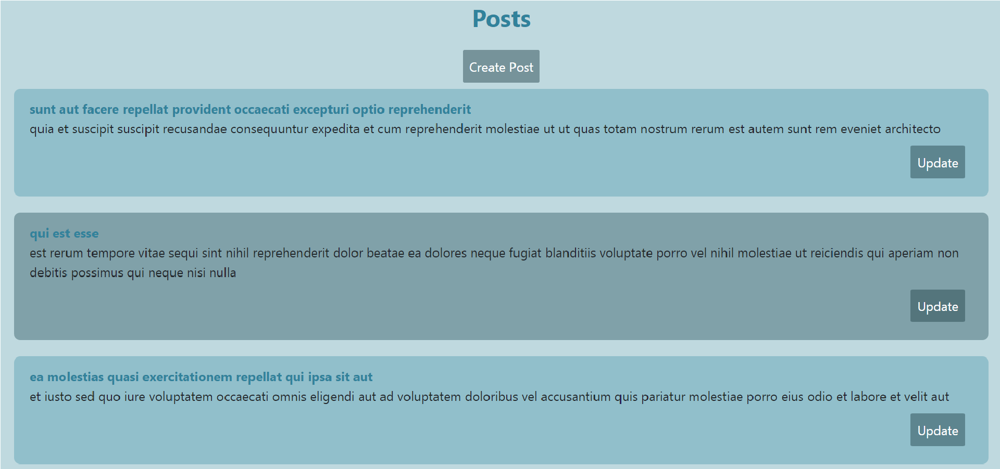 Posts
Create Post
sunt aut facere repellat provident occaecati excepturi optio reprehenderit
quia et suscipit suscipit recusandae consequuntur expedita et cum reprehenderit molestiae ut ut quas totam nostrum rerum est autem sunt rem eveniet architecto
Update
qui est esse
est rerum tempore vitae sequi sint nihil reprehenderit dolor beatae ea dolores neque fugiat blanditiis voluptate porro vel nihil molestiae ut reiciendis qui aperiam non
debitis possimus qui neque nisi nulla
Update
ea molestias quasi exercitationem repellat qui ipsa sit aut
et iusto sed quo iure voluptatem occaecati omnis eligendi aut ad voluptatem doloribus vel accusantium quis pariatur molestiae porro eius odio et labore et velit aut
Update